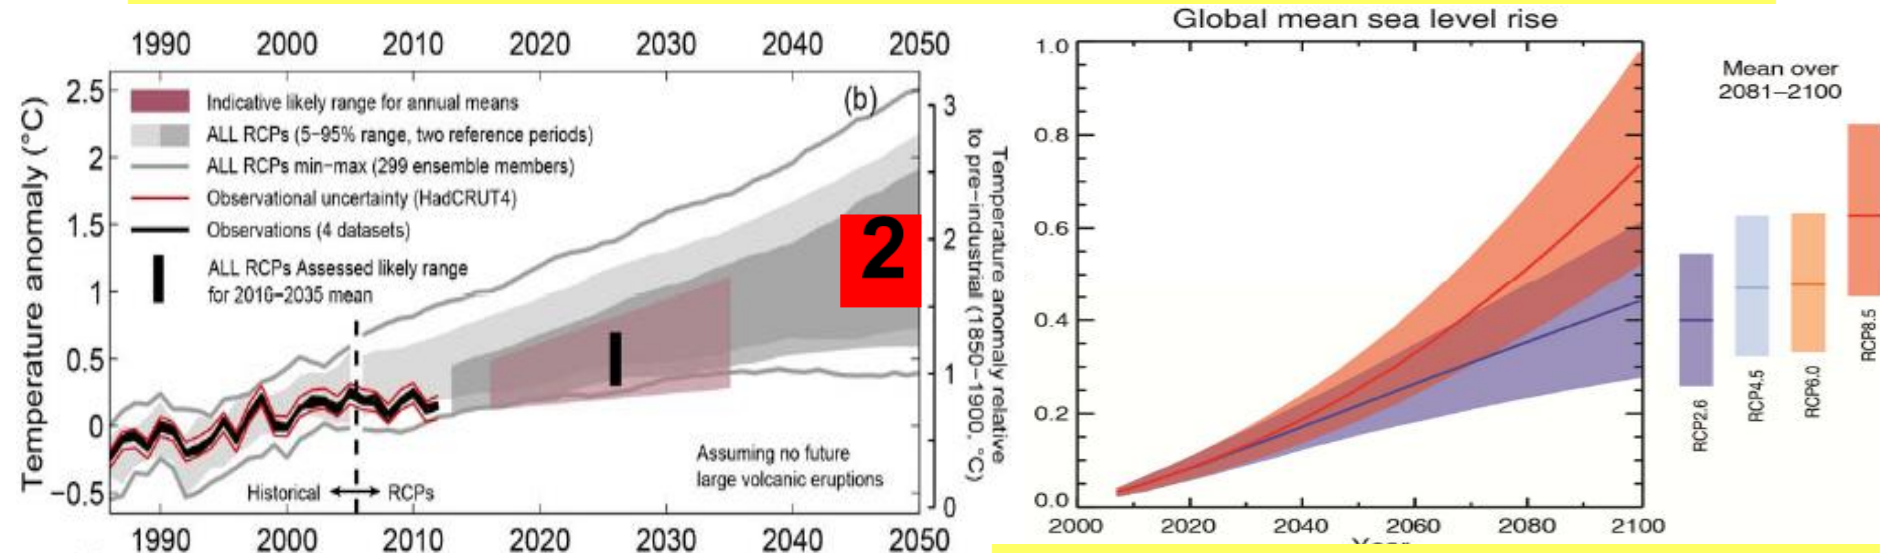 1990 2000 2010 2020 2030 2040 2050
Temperature anomaly (°C)
2.5
2
1.5
1
0.5
0
−0.5
Indicative likely range for annual means
ALL RCPs (5−95% range, two reference periods)
ALL RCPs min−max (299 ensemble members)
Observational uncertainty (HadCRUT4)
Observations (4 datasets)
ALL RCPs Assessed likely range
for 2016−2035 mean
(b)
2
Historical
RCPs
Assuming no future
large volcanic eruptions
3
2
1
0
Temperature anomaly relative
to pre−industrial (1850−1900, °C)
1990 2000 2010 2020 2030 2040 2050
Global mean sea level rise
1.0
0.8
0.6
0.4
0.2
0.0
2000 2020 2040 2060 2080 2100
Year
Mean over
2081−2100
RCP2.6
RCP4.5
RCP6.0
RCP8.5